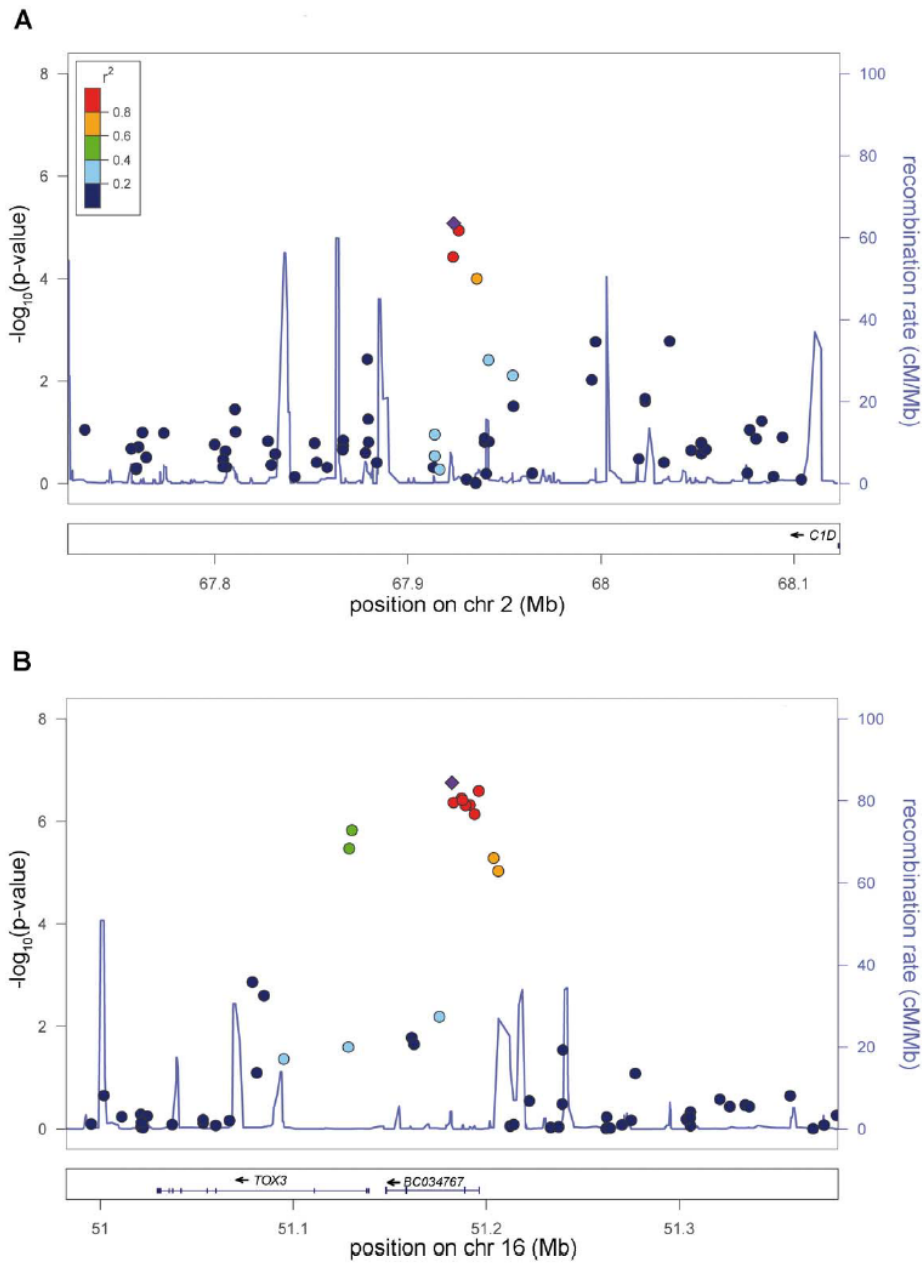 A
r2
0.8
0.6
0.4
0.2
8
6
4
2
0
-log10(p-value)
100
80
60
40
20
0
recombination rate (cM/Mb)
← C1D
67.8
67.9
68
68.1
position on chr 2 (Mb)
B
8
6
4
2
0
-log10(p-value)
100
80
60
40
20
0
recombination rate (cM/Mb)
← TOX3
← BC034767
51
51.1
51.2
51.3
position on chr 16 (Mb)